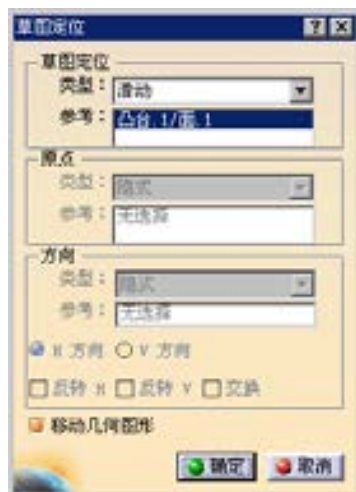 草图定位
草图定位
类型： 滑动
参考： 凸台.1/面.1
原点
类型： 隐式
参考： 无选择
方向
类型： 隐式
参考： 无选择
H 方向 V 方向
反转 H 反转 V 交换
移动几何图形
确定 取消